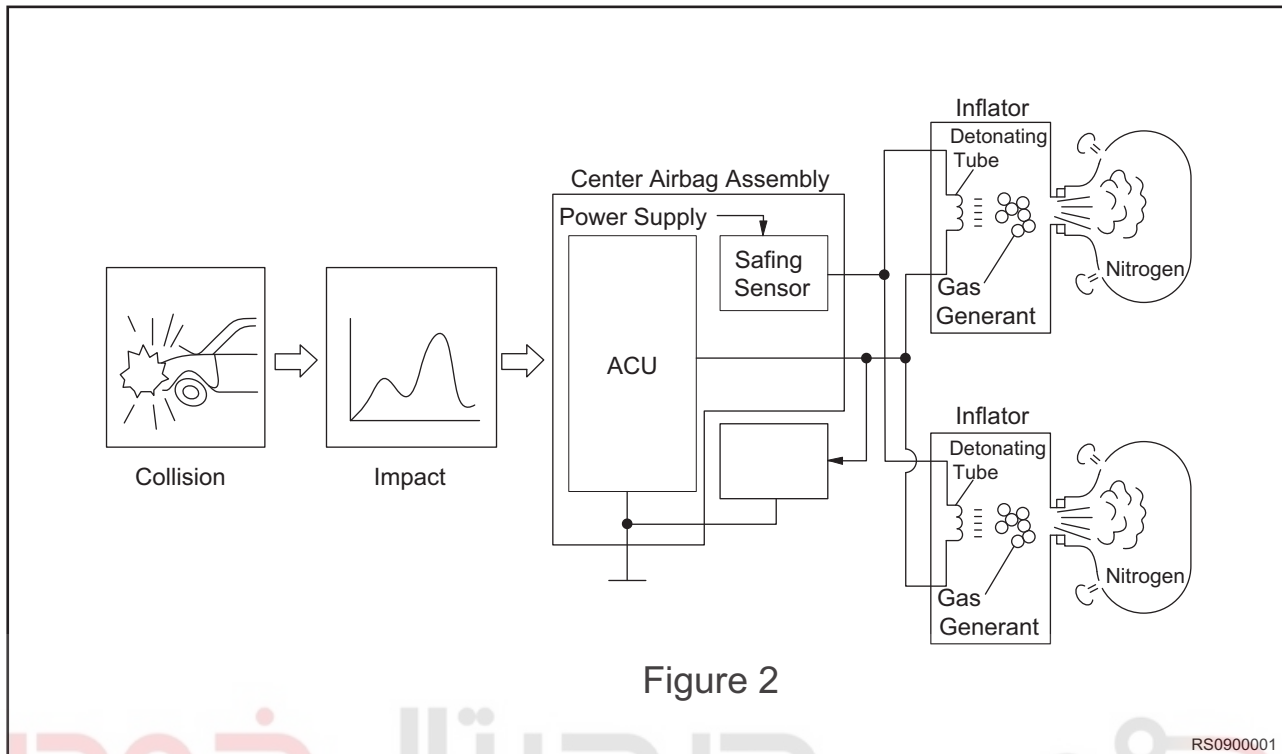 Inflator
Detonating
Tube
Center Airbag Assembly
Power Supply
Safing
Sensor
Nitrogen
Gas
Generant
ACU
Collision
Impact
Inflator
Detonating
Tube
Nitrogen
Gas
Generant
Figure 2
RS0900001